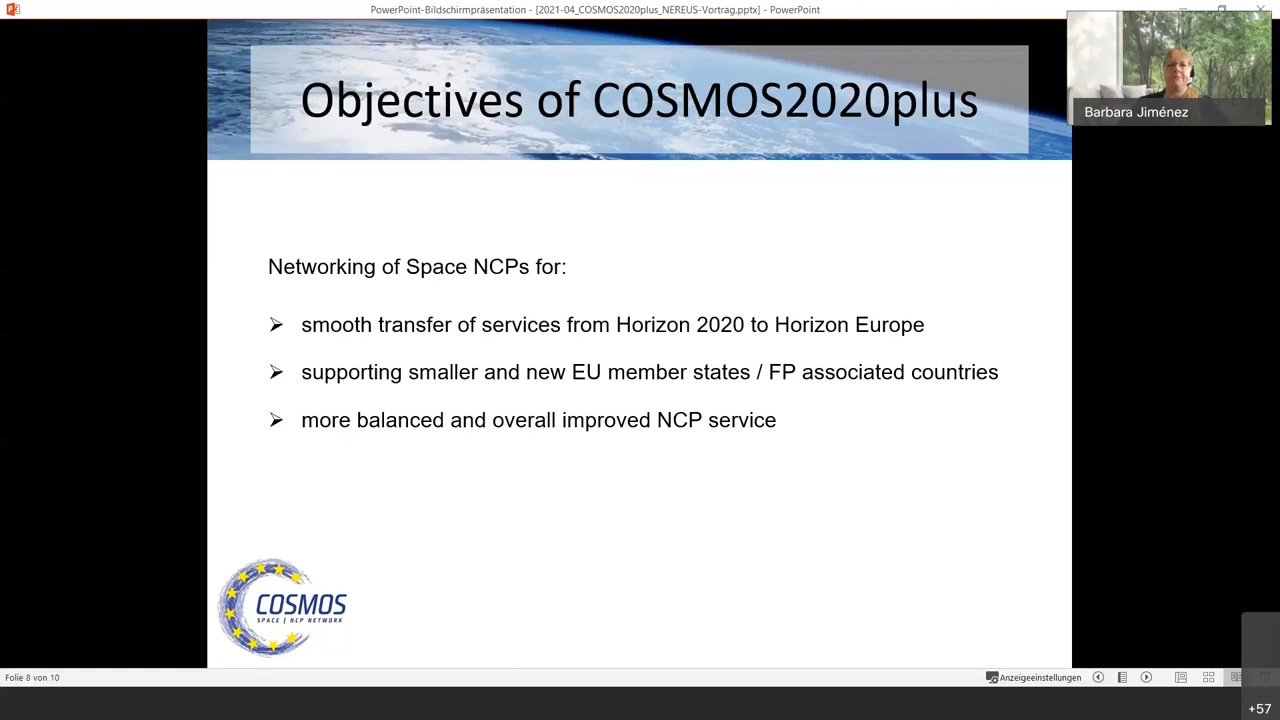 PowerPoint-Bildschirmpräsentation - [2021-04_COSMOS2020plus_NEREUS-Vortrag.pptx] - PowerPoint
Objectives of COSMOS2020plus
Barbara Jiménez
Networking of Space NCPs for:
smooth transfer of services from Horizon 2020 to Horizon Europe
supporting smaller and new EU member states / FP associated countries
more balanced and overall improved NCP service
COSMOS
SPACE | NCP NETWORK
Folie 8 von 10
Anzeigeeinstellungen
+57